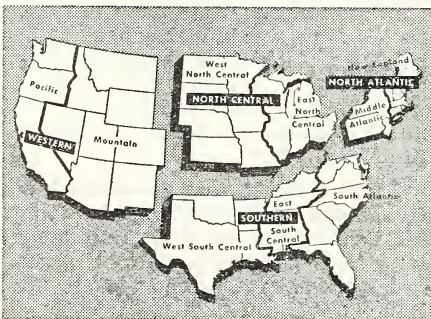 Pacific
WESTERN
Mountain
West
North Central
NORTH CENTRAL
East
North
Central
New England
NORTH ATLANTIC
Middle
Atlantic
South Atlantic
East
SOUTHERN
South
Central
West South Central